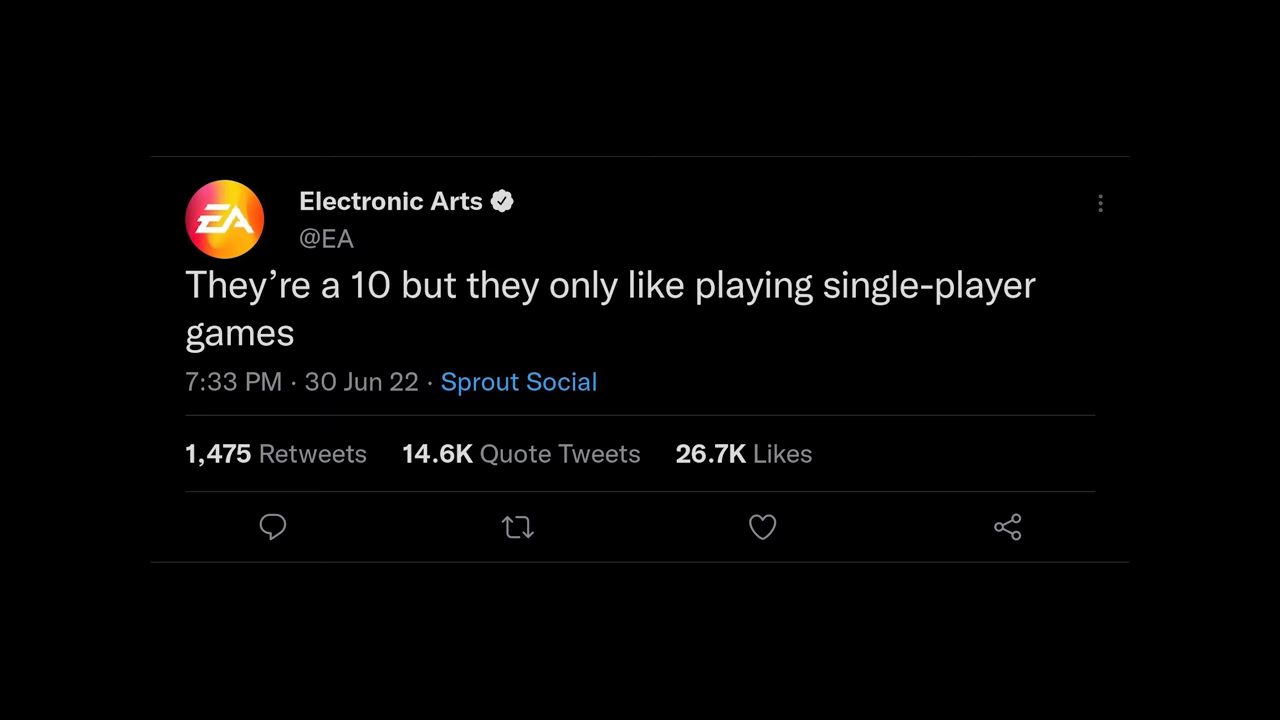 EA
Electronic Arts
@EA
They’re a 10 but they only like playing single-player
games
7:33 PM · 30 Jun 22 · Sprout Social
1,475 Retweets 14.6K Quote Tweets 26.7K Likes